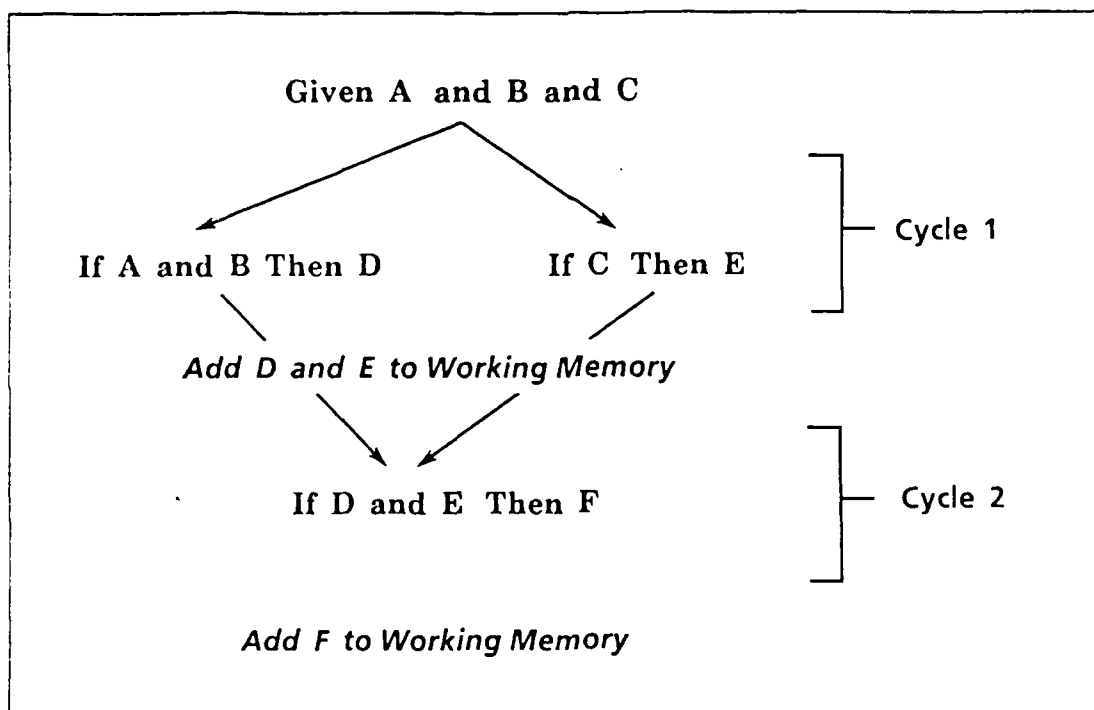 Given A and B and C
Cycle 1
If A and B Then D
If C Then E
Add D and E to Working Memory
If D and E Then F
Cycle 2
Add F to Working Memory